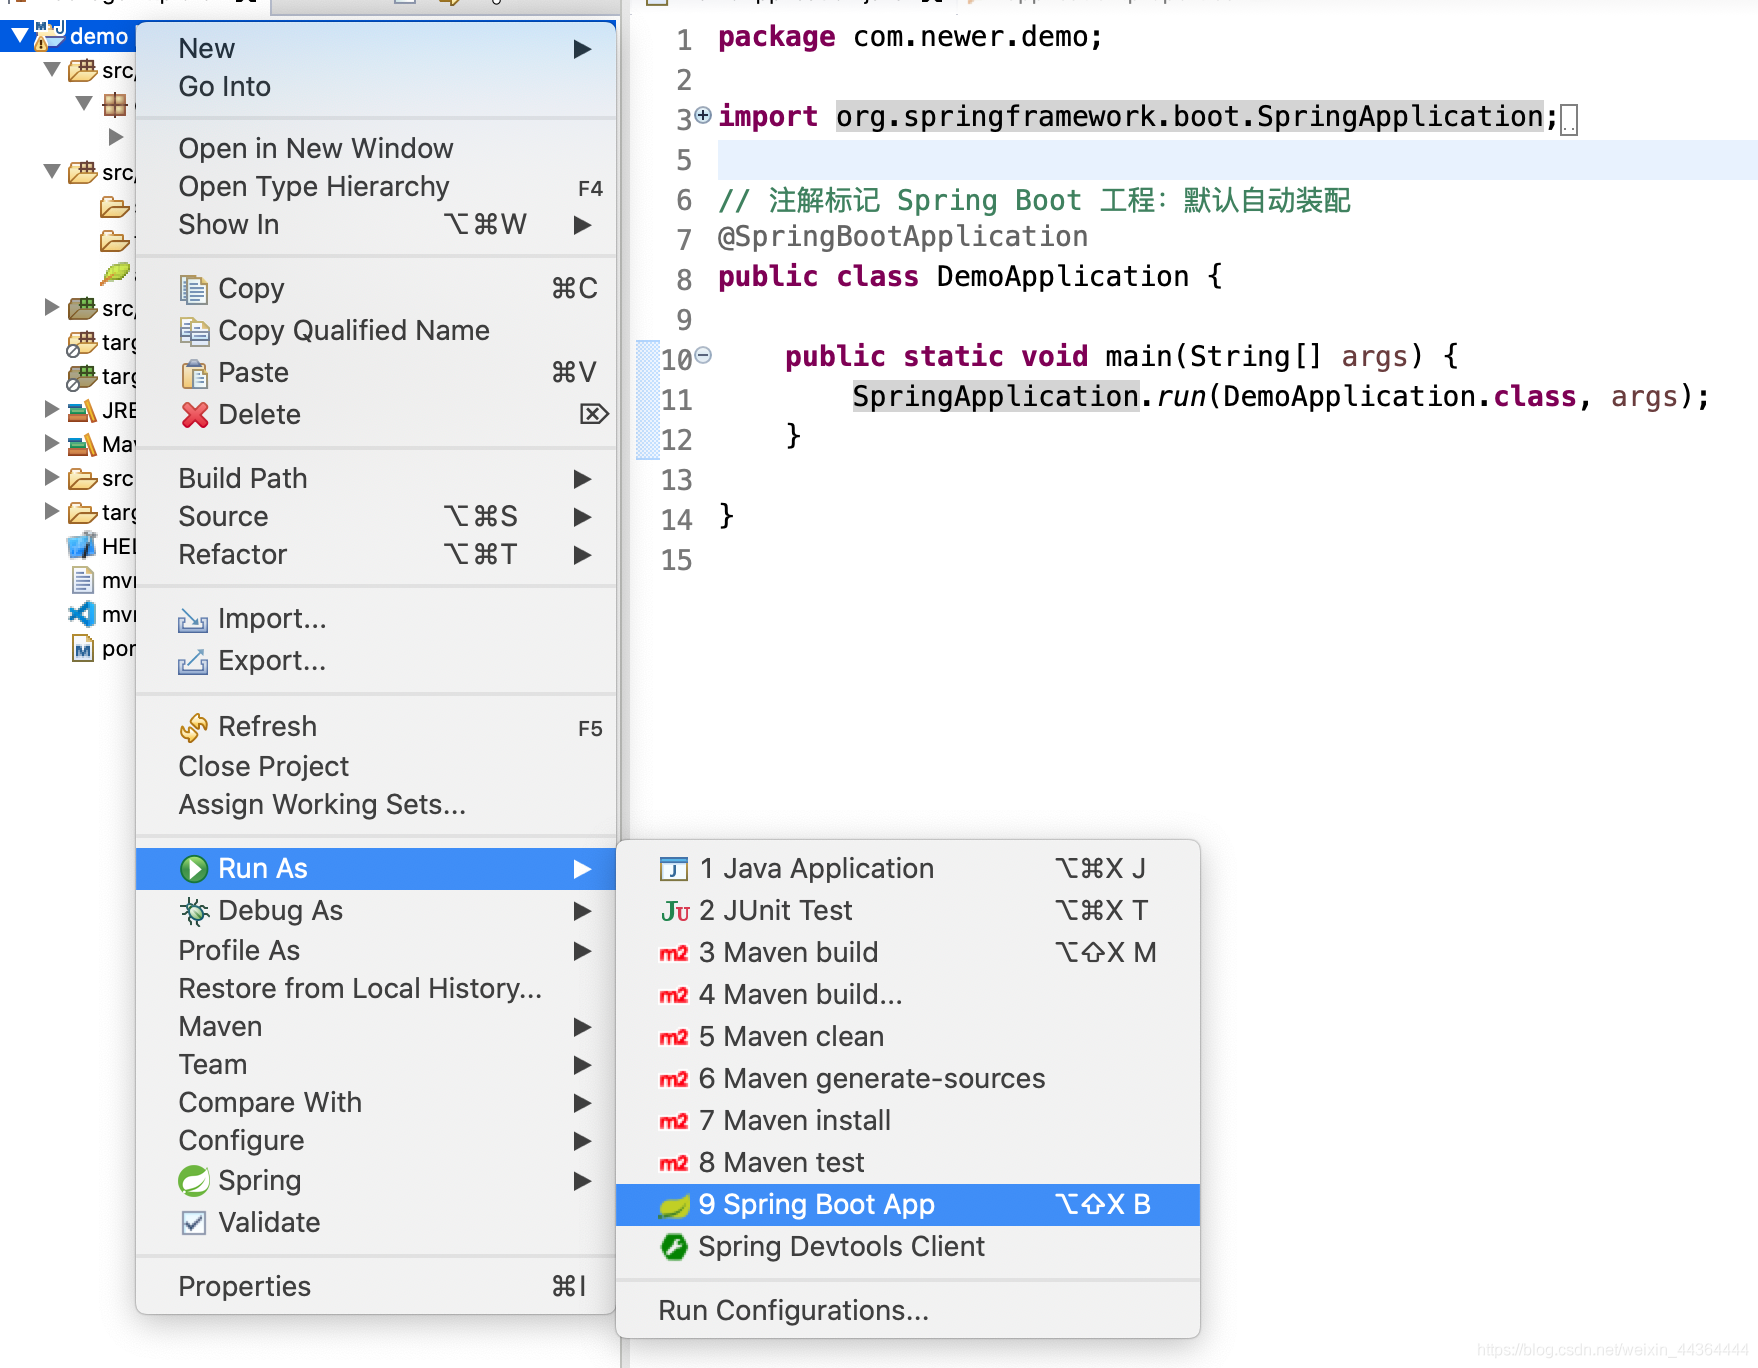 demo
src/
src/
src/
targ
targ
JRE
Mav
src
targ
HEL
mvn
mvn
pom
New
Go Into
Open in New Window
Open Type Hierarchy F4
Show In ⌥⌘W
Copy ⌘C
Copy Qualified Name
Paste ⌘V
Delete ⌦
Build Path
Source ⌥⌘S
Refactor ⌥⌘T
Import...
Export...
Refresh F5
Close Project
Assign Working Sets...
Run As
Debug As
Profile As
Restore from Local History...
Maven
Team
Compare With
Configure
Spring
Validate
Properties ⌘I
1 Java Application ⌥⌘X J
2 JUnit Test ⌥⌘X T
3 Maven build ⌥⇧X M
4 Maven build...
5 Maven clean
6 Maven generate-sources
7 Maven install
8 Maven test
9 Spring Boot App ⌥⇧X B
Spring Devtools Client
Run Configurations...
1 package com.newer.demo;
2
3 import org.springframework.boot.SpringApplication;
5
6 // 注解标记 Spring Boot 工程：默认自动装配
7 @SpringBootApplication
8 public class DemoApplication {
9
10 public static void main(String[] args) {
11 SpringApplication.run(DemoApplication.class, args);
12 }
13
14 }
15
https://blog.csdn.net/weixin_44364444